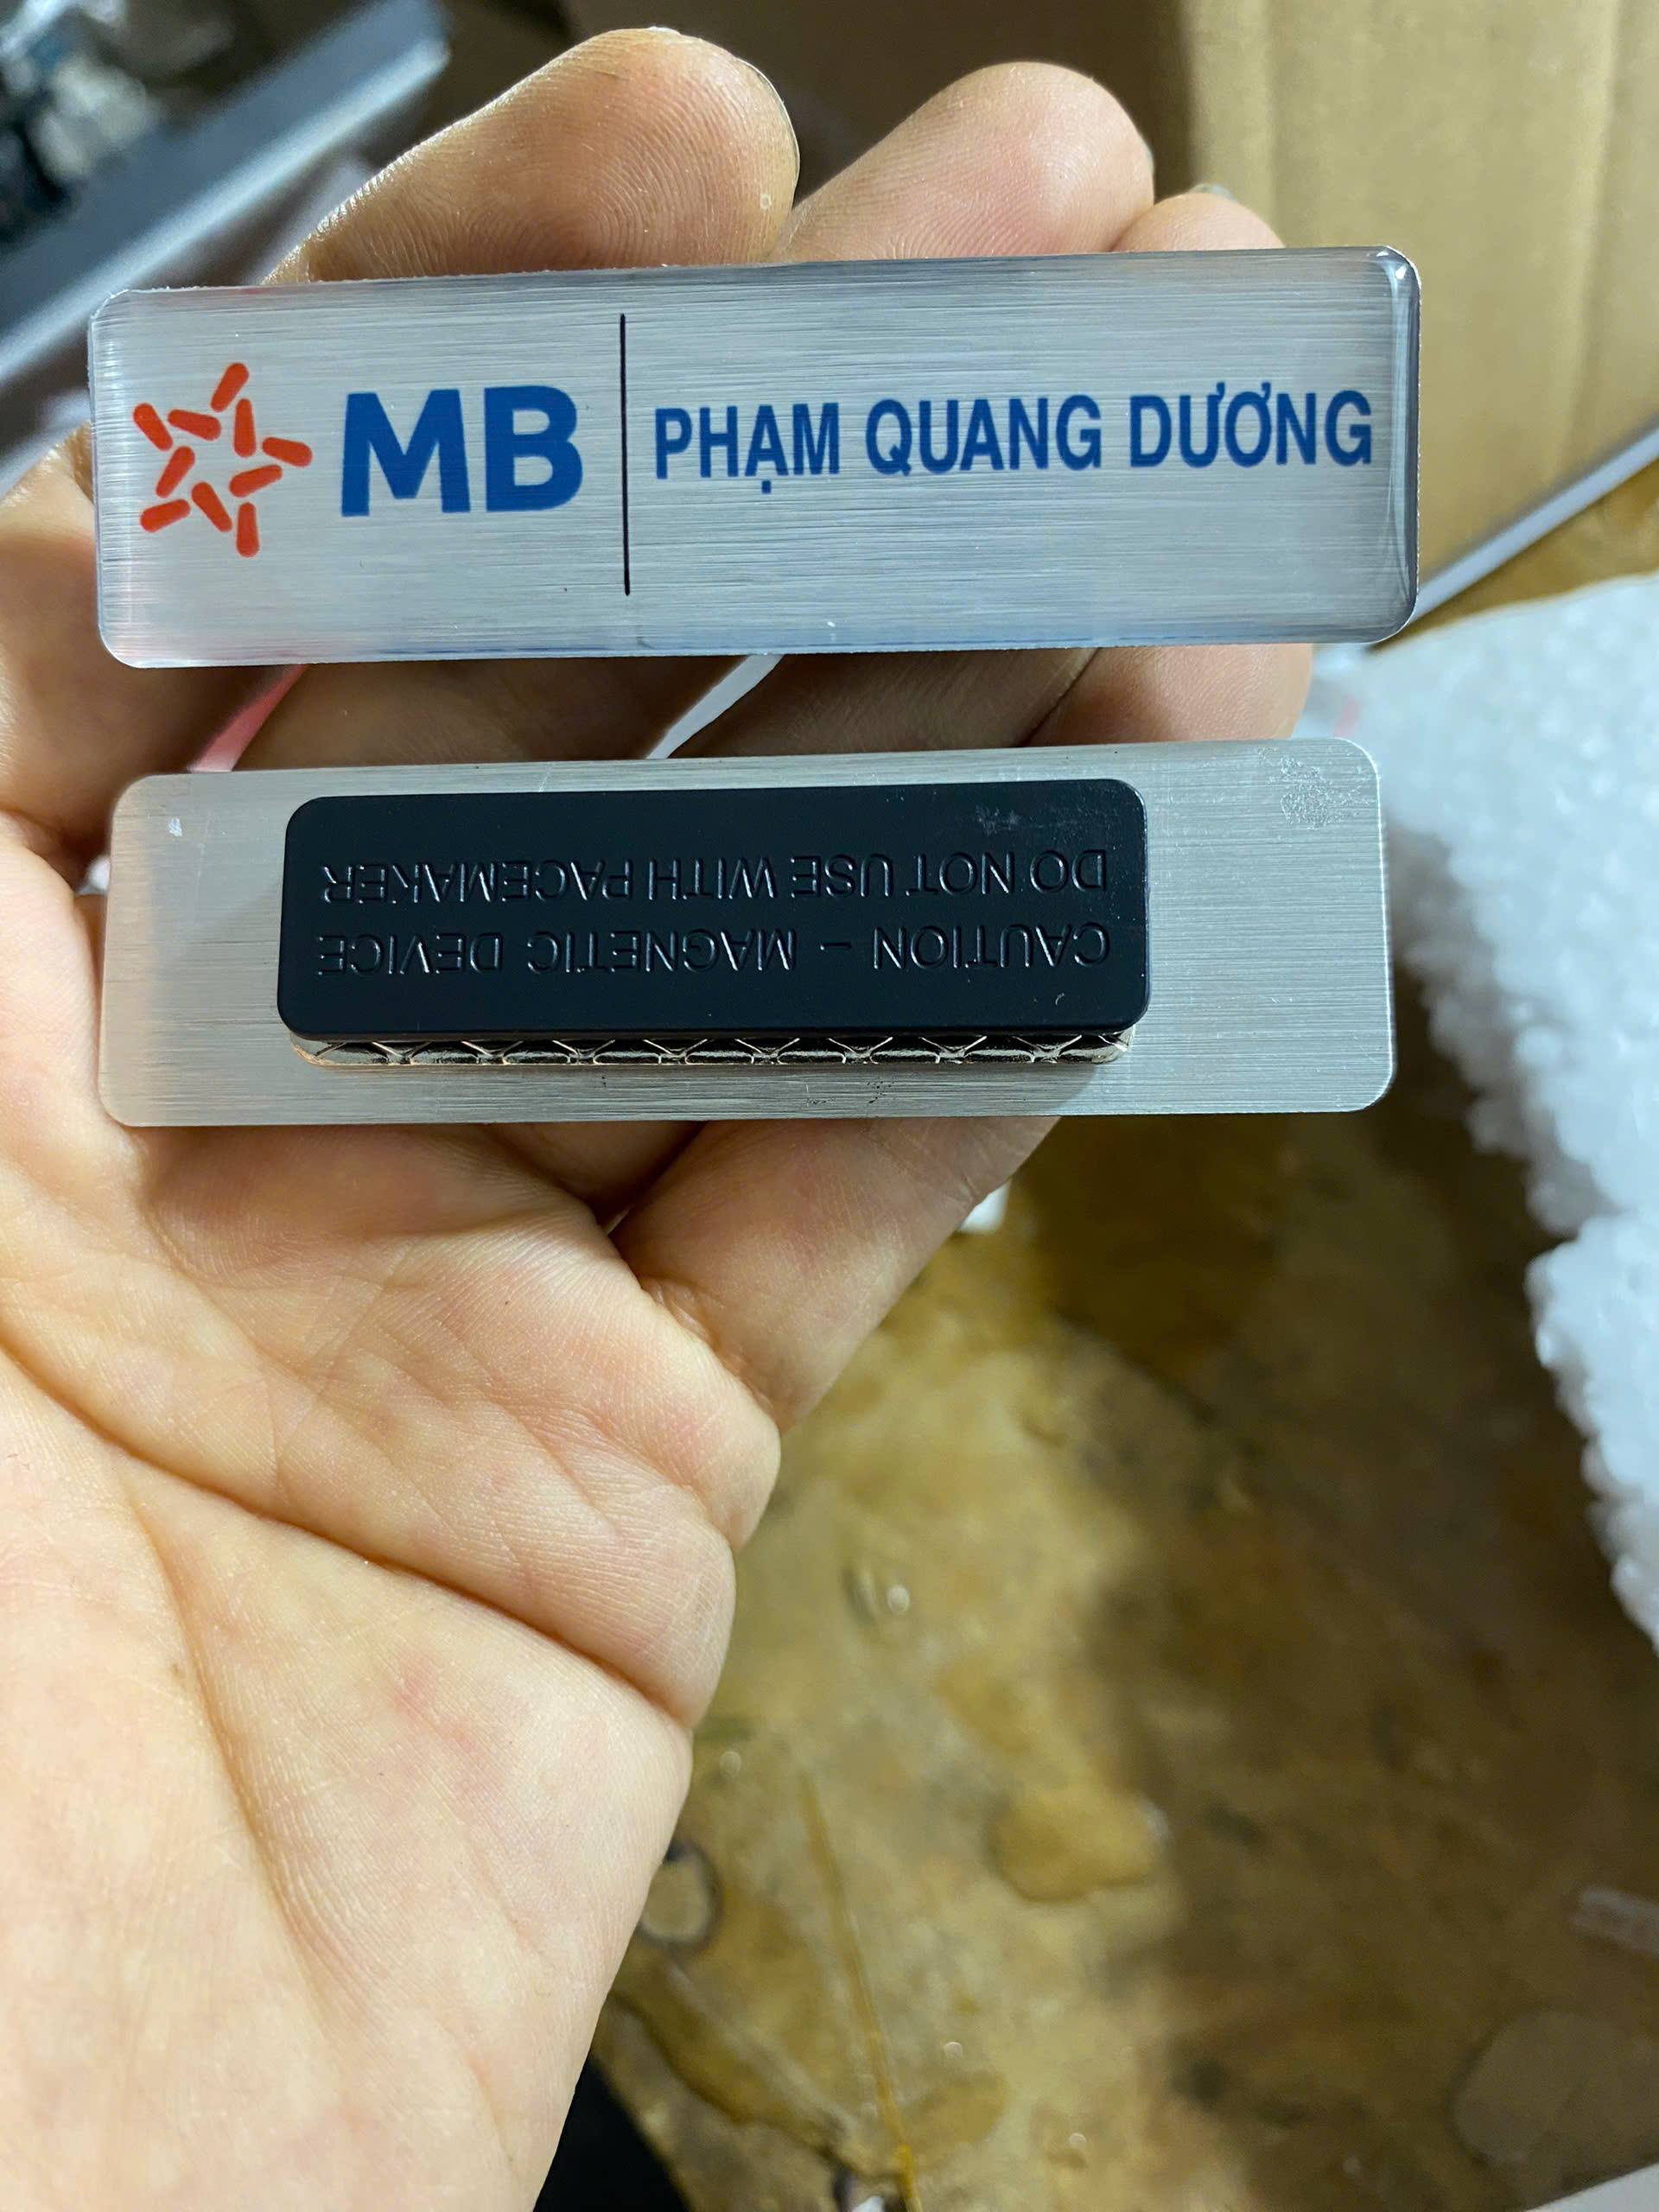 MB
PHẠM QUANG DƯƠNG
CAUTION - MAGNETIC DEVICE
DO NOT USE WITH PACEMAKER